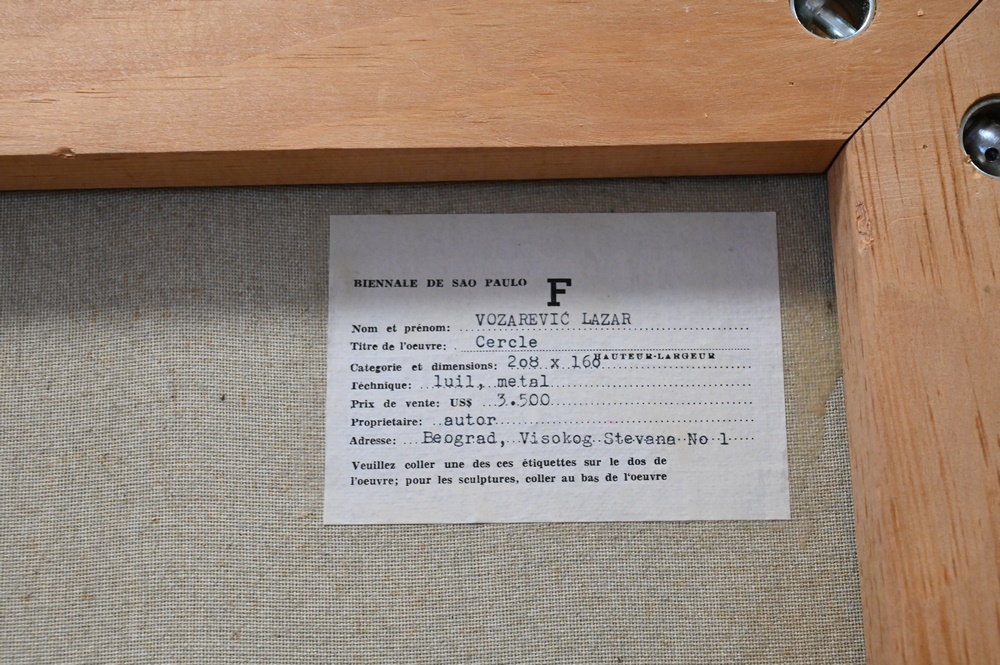 BIENNALE DE SAO PAULO F
Nom et prénom: VOZAREVIĆ LAZAR
Titre de l'oeuvre: Cercle
Categorie et dimensions: 208 x 168 HAUTEUR-LARGEUR
Technique: luil, metal
Prix de vente: US$ 3.500
Proprietaire: autor
Adresse: Beograd, Visokog Stevana No 1
Veuillez coller une des ces étiquettes sur le dos de
l'oeuvre; pour les sculptures, coller au bas de l'oeuvre